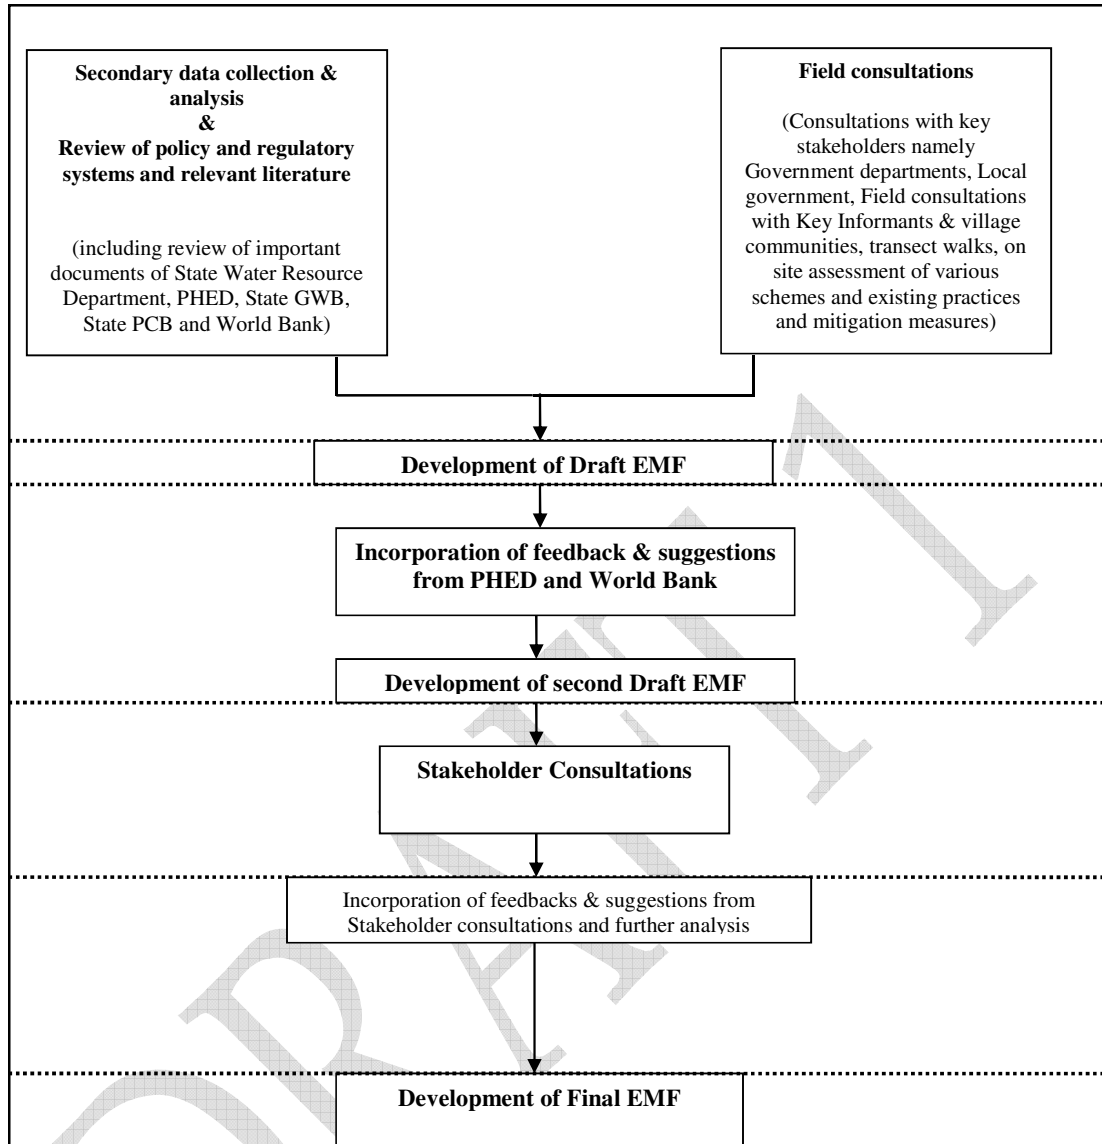 Secondary data collection &
analysis
&
Review of policy and regulatory
systems and relevant literature
(including review of important
documents of State Water Resource
Department, PHED, State GWB,
State PCB and World Bank)
Field consultations
(Consultations with key
stakeholders namely
Government departments, Local
government, Field consultations
with Key Informants & village
communities, transect walks, on
site assessment of various
schemes and existing practices
and mitigation measures)
Development of Draft EMF
Incorporation of feedback & suggestions
from PHED and World Bank
Development of second Draft EMF
Stakeholder Consultations
Incorporation of feedbacks & suggestions from
Stakeholder consultations and further analysis
Development of Final EMF
DRAFT 1